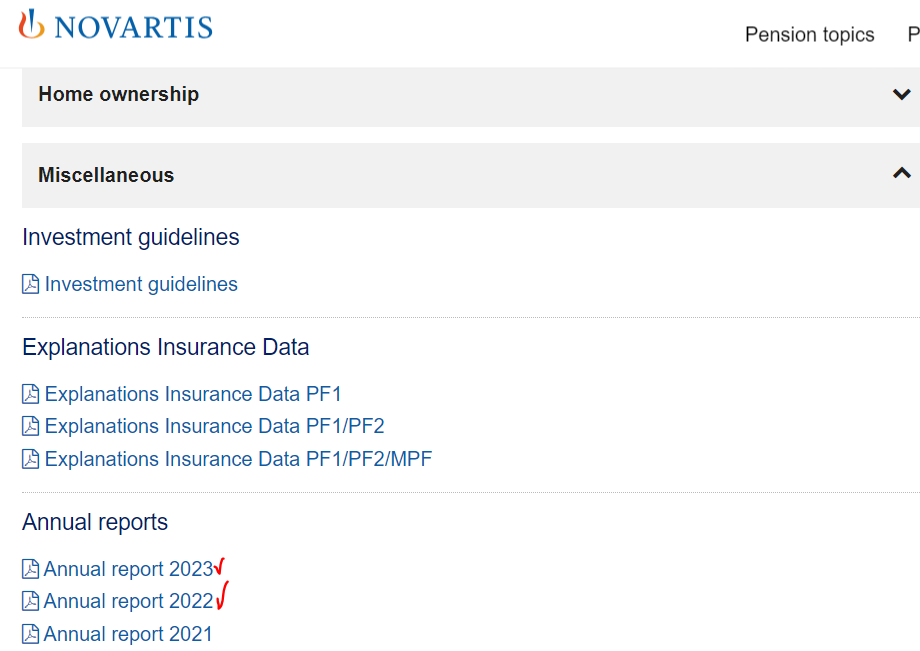 NOVARTIS
Pension topics P
Home ownership
Miscellaneous
Investment guidelines
Investment guidelines
Explanations Insurance Data
Explanations Insurance Data PF1
Explanations Insurance Data PF1/PF2
Explanations Insurance Data PF1/PF2/MPF
Annual reports
Annual report 2023
Annual report 2022
Annual report 2021